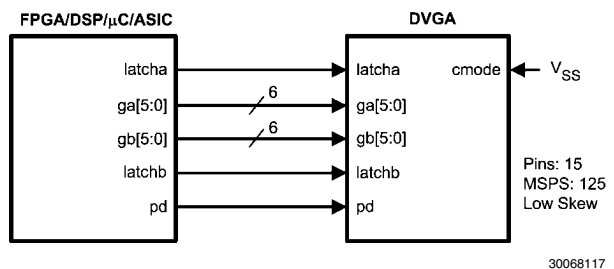 FPGA/DSP/μC/ASIC
DVGA
latcha
latcha
cmode
VSS
ga[5:0]
6
ga[5:0]
gb[5:0]
6
gb[5:0]
latchb
latchb
pd
pd
Pins: 15
MSPS: 125
Low Skew
30068117